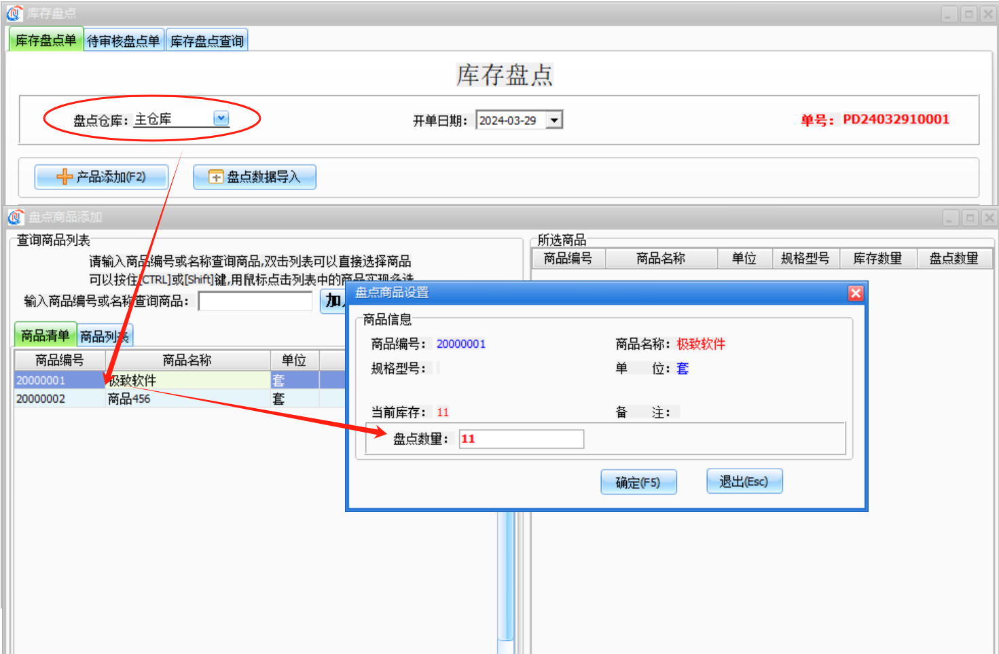 库存盘点
库存盘点单 待审核盘点单 库存盘点查询
库存盘点
盘点仓库： 主仓库 开单日期： 2024-03-29 单号： PD24032910001
产品添加(F2) 盘点数据导入
盘点商品添加
查询商品列表
请输入商品编号或名称查询商品,双击列表可以直接选择商品
可以按住[CTRL]或[Shift]键,用鼠标点击列表中的商品实现多选
输入商品编号或名称查询商品：
商品清单 商品列表
商品编号 商品名称 单位
20000001 极致软件 套
20000002 商品456 套
所选商品
商品编号 商品名称 单位 规格型号 库存数量 盘点数量
盘点商品设置
商品信息
商品编号： 20000001 商品名称： 极致软件
规格型号： 单 位： 套
当前库存： 11 备 注：
盘点数量： 11
确定(F5) 退出(Esc)